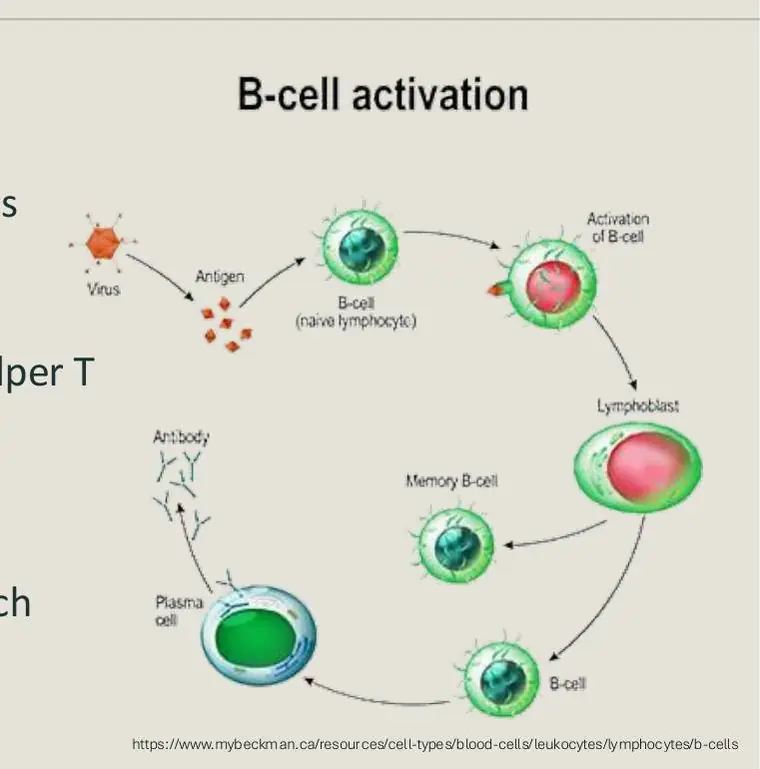 B-cell activation
s
Virus
Antigen
B-cell
(naive lymphocyte)
Activation
of B-cell
lper T
Lymphoblast
Antibody
Memory B-cell
ch
Plasma
cell
B-cell
https://www.mybeckman.ca/resources/cell-types/blood-cells/leukocytes/lymphocytes/b-cells